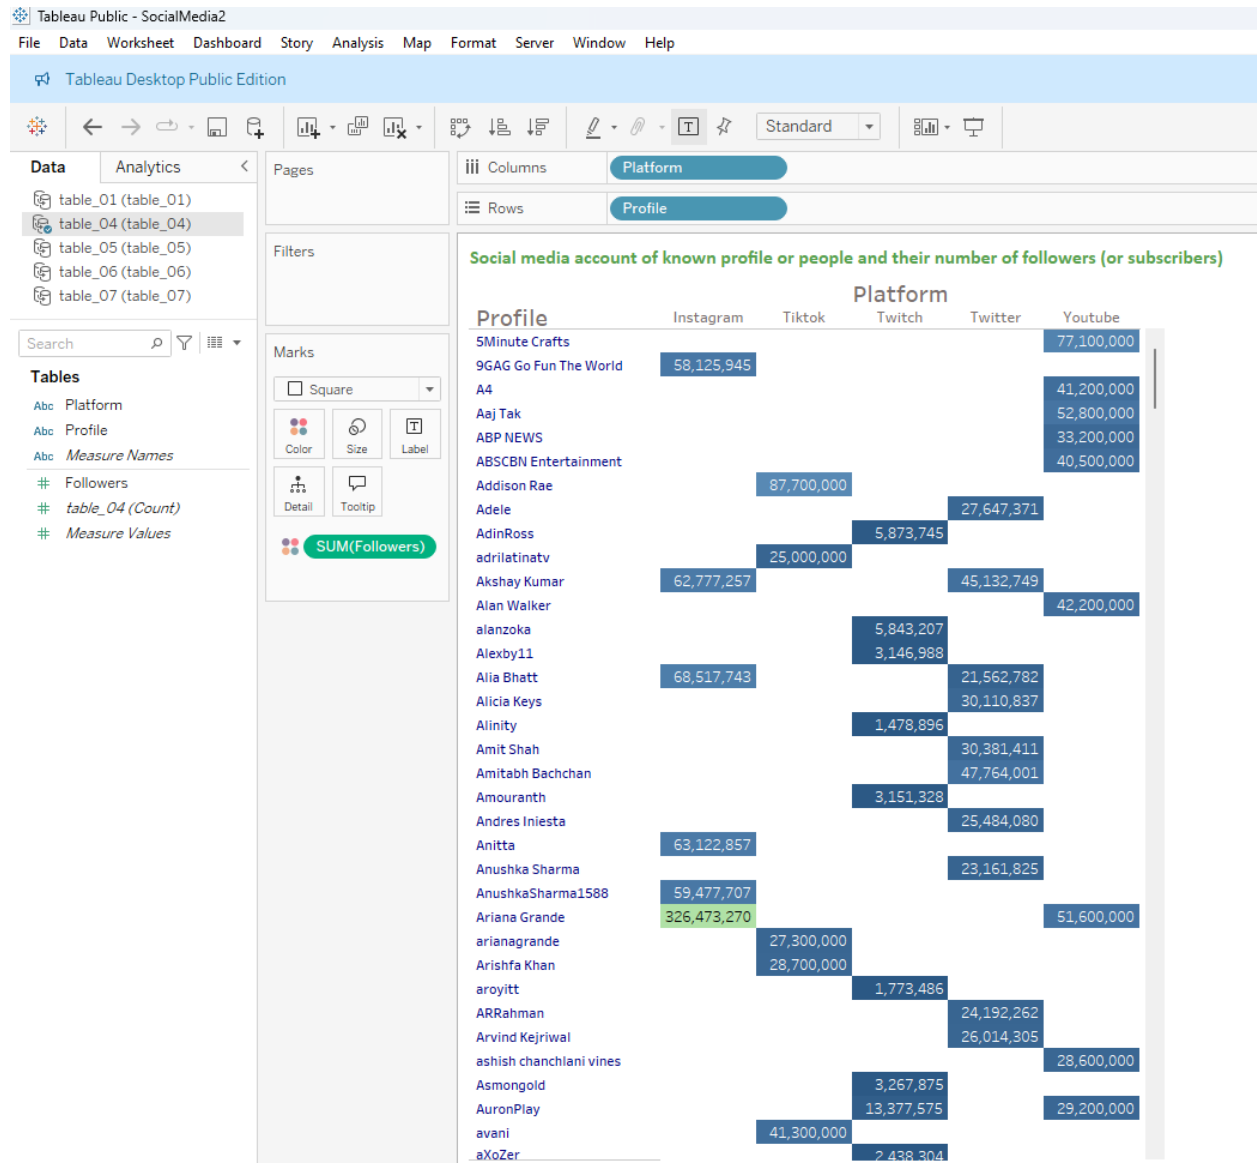 Tableau Public - SocialMedia2
File Data Worksheet Dashboard Story Analysis Map Format Server Window Help
Tableau Desktop Public Edition
Standard
Data Analytics
table_01 (table_01)
table_04 (table_04)
table_05 (table_05)
table_06 (table_06)
table_07 (table_07)
Search
Tables
Abc Platform
Abc Profile
Abc Measure Names
# Followers
# table_04 (Count)
# Measure Values
Pages
Filters
Marks
Square
Color Size Label
Detail Tooltip
SUM(Followers)
Columns Platform
Rows Profile
Social media account of known profile or people and their number of followers (or subscribers)
Platform
Profile Instagram Tiktok Twitch Twitter Youtube
5Minute Crafts 77,100,000
9GAG Go Fun The World 58,125,945
A4 41,200,000
Aaj Tak 52,800,000
ABP NEWS 33,200,000
ABSCBN Entertainment 40,500,000
Addison Rae 87,700,000
Adele 27,647,371
AdinRoss 5,873,745
adrilatinatv 25,000,000
Akshay Kumar 62,777,257 45,132,749
Alan Walker 42,200,000
alanzoka 5,843,207
Alexby11 3,146,988
Alia Bhatt 68,517,743 21,562,782
Alicia Keys 30,110,837
Alinity 1,478,896
Amit Shah 30,381,411
Amitabh Bachchan 47,764,001
Amouranth 3,151,328
Andres Iniesta 25,484,080
Anitta 63,122,857
Anushka Sharma 23,161,825
AnushkaSharma1588 59,477,707
Ariana Grande 326,473,270 51,600,000
arianagrande 27,300,000
Arishfa Khan 28,700,000
aroyitt 1,773,486
ARRahman 24,192,262
Arvind Kejriwal 26,014,305
ashish chanchlani vines 28,600,000
Asmongold 3,267,875
AuronPlay 13,377,575 29,200,000
avani 41,300,000
aXoZer 2,438,304